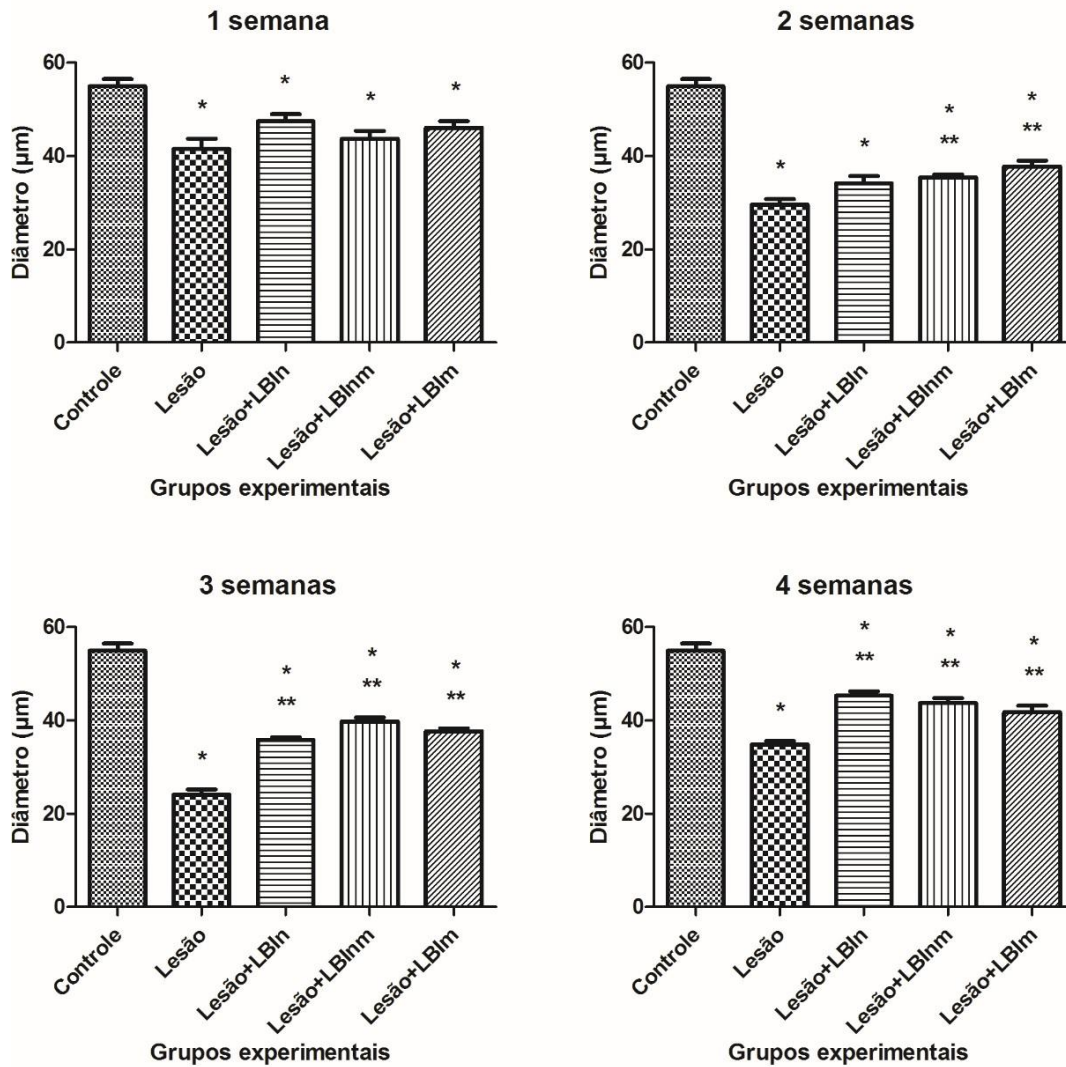 1 semana
60
40
20
0
Diâmetro (µm)
*
*
*
*
Controle
Lesão
Lesão+LBIn
Lesão+LBInm
Lesão+LBIm
Grupos experimentais
2 semanas
60
40
20
0
Diâmetro (µm)
*
*
*
**
*
**
Controle
Lesão
Lesão+LBIn
Lesão+LBInm
Lesão+LBIm
Grupos experimentais
3 semanas
60
40
20
0
Diâmetro (µm)
*
*
**
*
**
*
**
Controle
Lesão
Lesão+LBIn
Lesão+LBInm
Lesão+LBIm
Grupos experimentais
4 semanas
60
40
20
0
Diâmetro (µm)
*
*
**
*
**
*
**
Controle
Lesão
Lesão+LBIn
Lesão+LBInm
Lesão+LBIm
Grupos experimentais